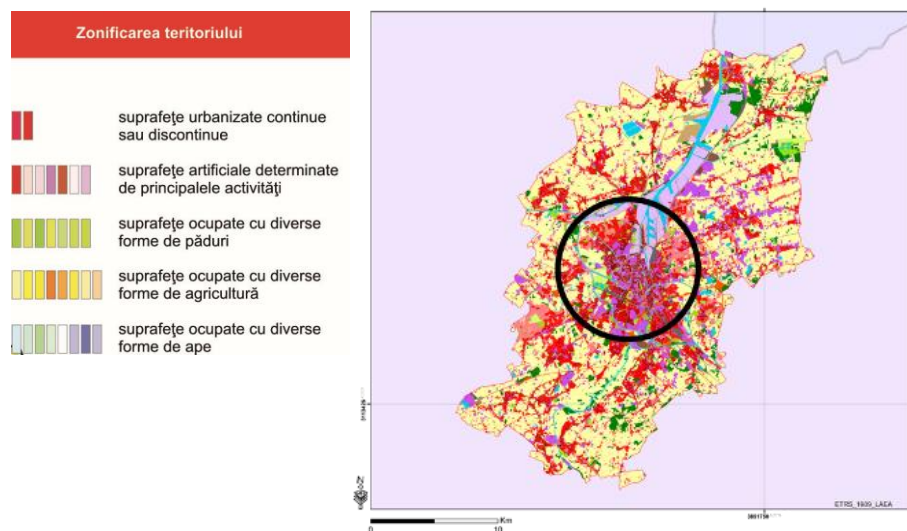 Zonificarea teritoriului
suprafeţe urbanizate continue
sau discontinue
suprafeţe artificiale determinate
de principalele activităţi
suprafeţe ocupate cu diverse
forme de păduri
suprafeţe ocupate cu diverse
forme de agricultură
suprafeţe ocupate cu diverse
forme de ape
Km
0
10